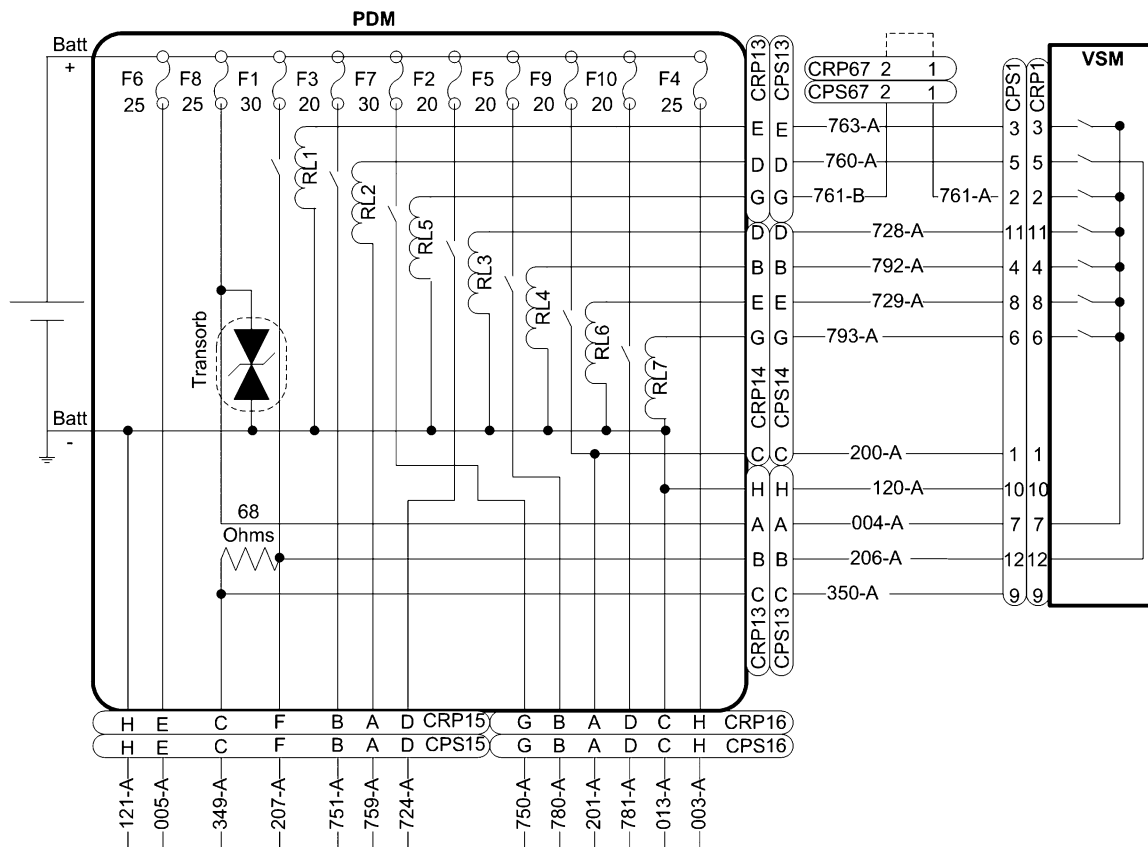 PDM
Batt
+
F6
25
F8
25
F1
30
F3
20
F7
30
F2
20
F5
20
F9
20
F10
20
F4
25
CRP13
CPS13
CRP67 2 1
CPS67 2 1
CPS1
CRP1
VSM
RL1
E E 763-A 3 3
RL2
D D 760-A 5 5
RL5
G G 761-B 761-A 2 2
RL3
D D 728-A 11 11
RL4
B B 792-A 4 4
RL6
E E 729-A 8 8
RL7
G G 793-A 6 6
Transorb
CRP14
CPS14
Batt
-
C C 200-A 1 1
H H 120-A 10 10
68
Ohms
A A 004-A 7 7
B B 206-A 12 12
C C 350-A 9 9
CRP13
CPS13
H E C F B A D CRP15 G B A D C H CRP16
H E C F B A D CPS15 G B A D C H CPS16
121-A
005-A
349-A
207-A
751-A
759-A
724-A
750-A
780-A
201-A
781-A
013-A
003-A